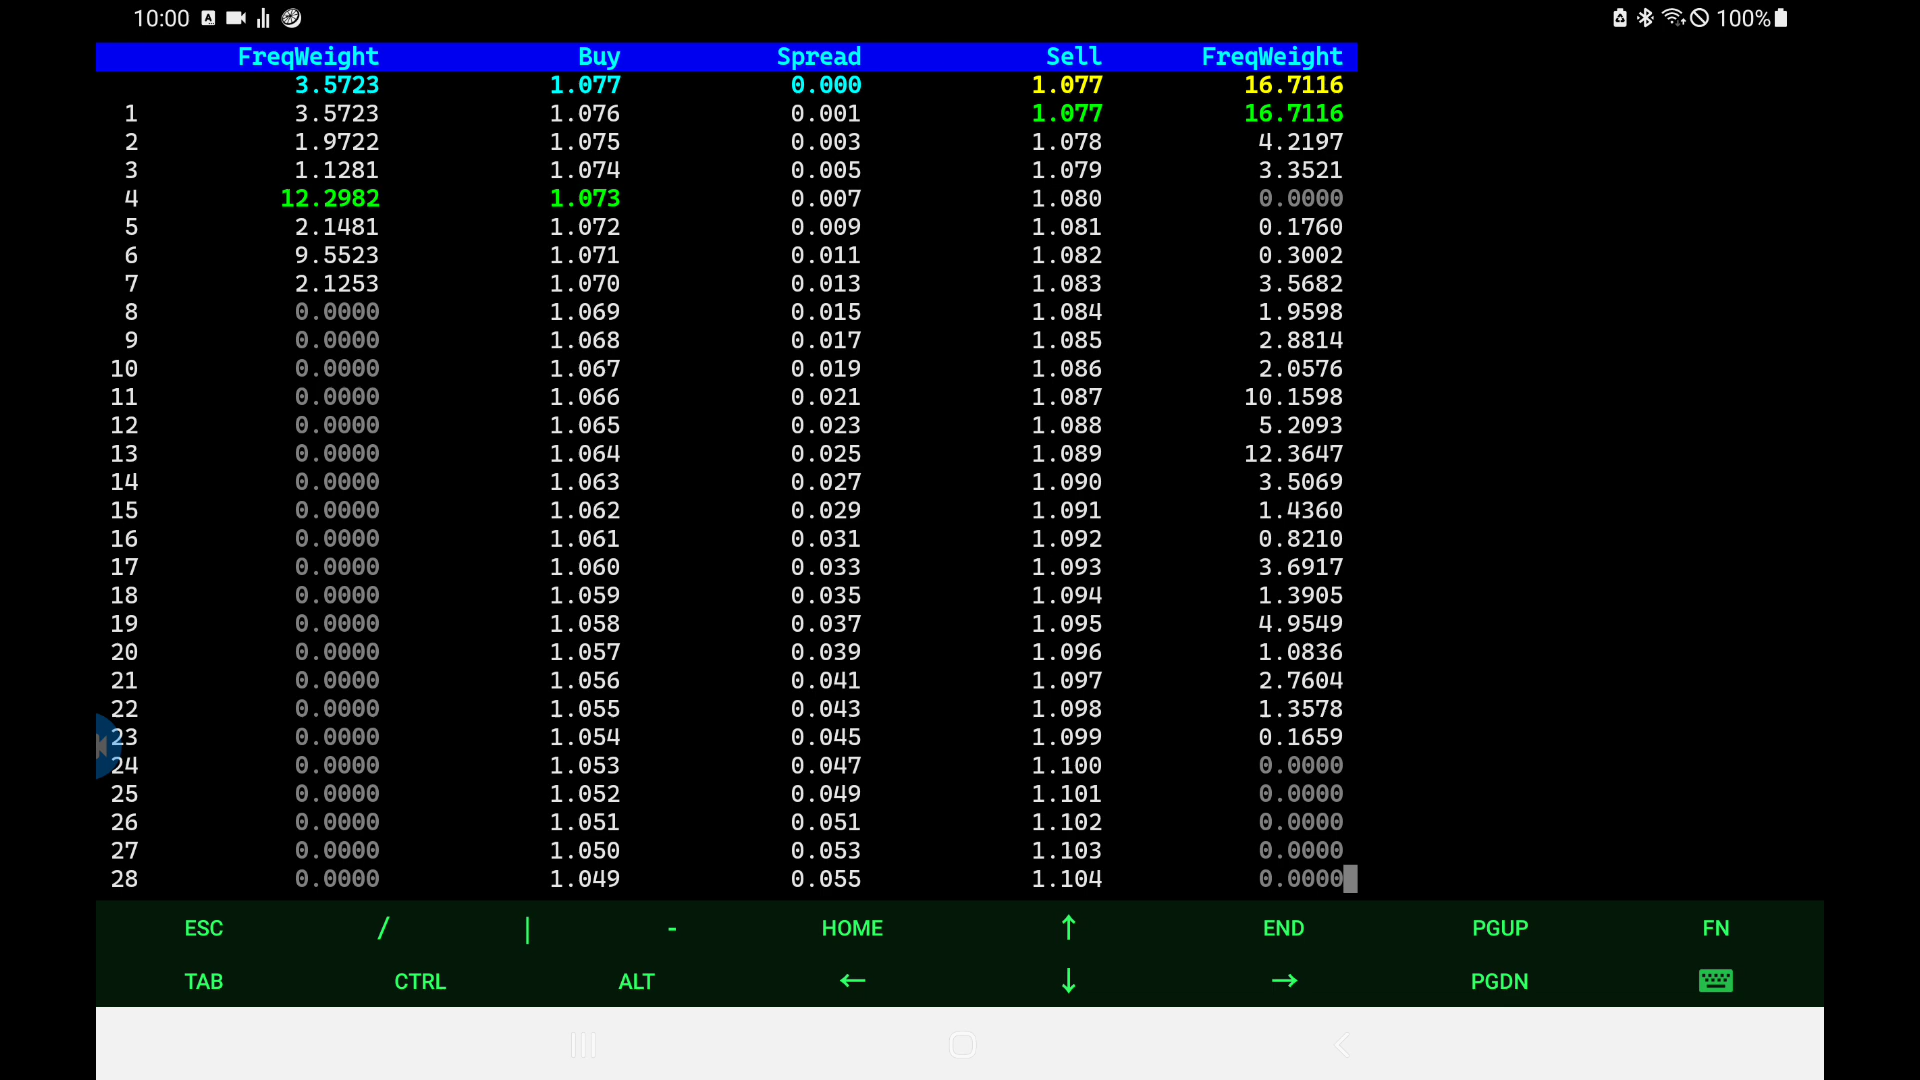 10:00 100%
FreqWeight Buy Spread Sell FreqWeight
3.5723 1.077 0.000 1.077 16.7116
1 3.5723 1.076 0.001 1.077 16.7116
2 1.9722 1.075 0.003 1.078 4.2197
3 1.1281 1.074 0.005 1.079 3.3521
4 12.2982 1.073 0.007 1.080 0.0000
5 2.1481 1.072 0.009 1.081 0.1760
6 9.5523 1.071 0.011 1.082 0.3002
7 2.1253 1.070 0.013 1.083 3.5682
8 0.0000 1.069 0.015 1.084 1.9598
9 0.0000 1.068 0.017 1.085 2.8814
10 0.0000 1.067 0.019 1.086 2.0576
11 0.0000 1.066 0.021 1.087 10.1598
12 0.0000 1.065 0.023 1.088 5.2093
13 0.0000 1.064 0.025 1.089 12.3647
14 0.0000 1.063 0.027 1.090 3.5069
15 0.0000 1.062 0.029 1.091 1.4360
16 0.0000 1.061 0.031 1.092 0.8210
17 0.0000 1.060 0.033 1.093 3.6917
18 0.0000 1.059 0.035 1.094 1.3905
19 0.0000 1.058 0.037 1.095 4.9549
20 0.0000 1.057 0.039 1.096 1.0836
21 0.0000 1.056 0.041 1.097 2.7604
22 0.0000 1.055 0.043 1.098 1.3578
23 0.0000 1.054 0.045 1.099 0.1659
24 0.0000 1.053 0.047 1.100 0.0000
25 0.0000 1.052 0.049 1.101 0.0000
26 0.0000 1.051 0.051 1.102 0.0000
27 0.0000 1.050 0.053 1.103 0.0000
28 0.0000 1.049 0.055 1.104 0.0000
ESC / | - HOME ↑ END PGUP FN
TAB CTRL ALT ← ↓ → PGDN